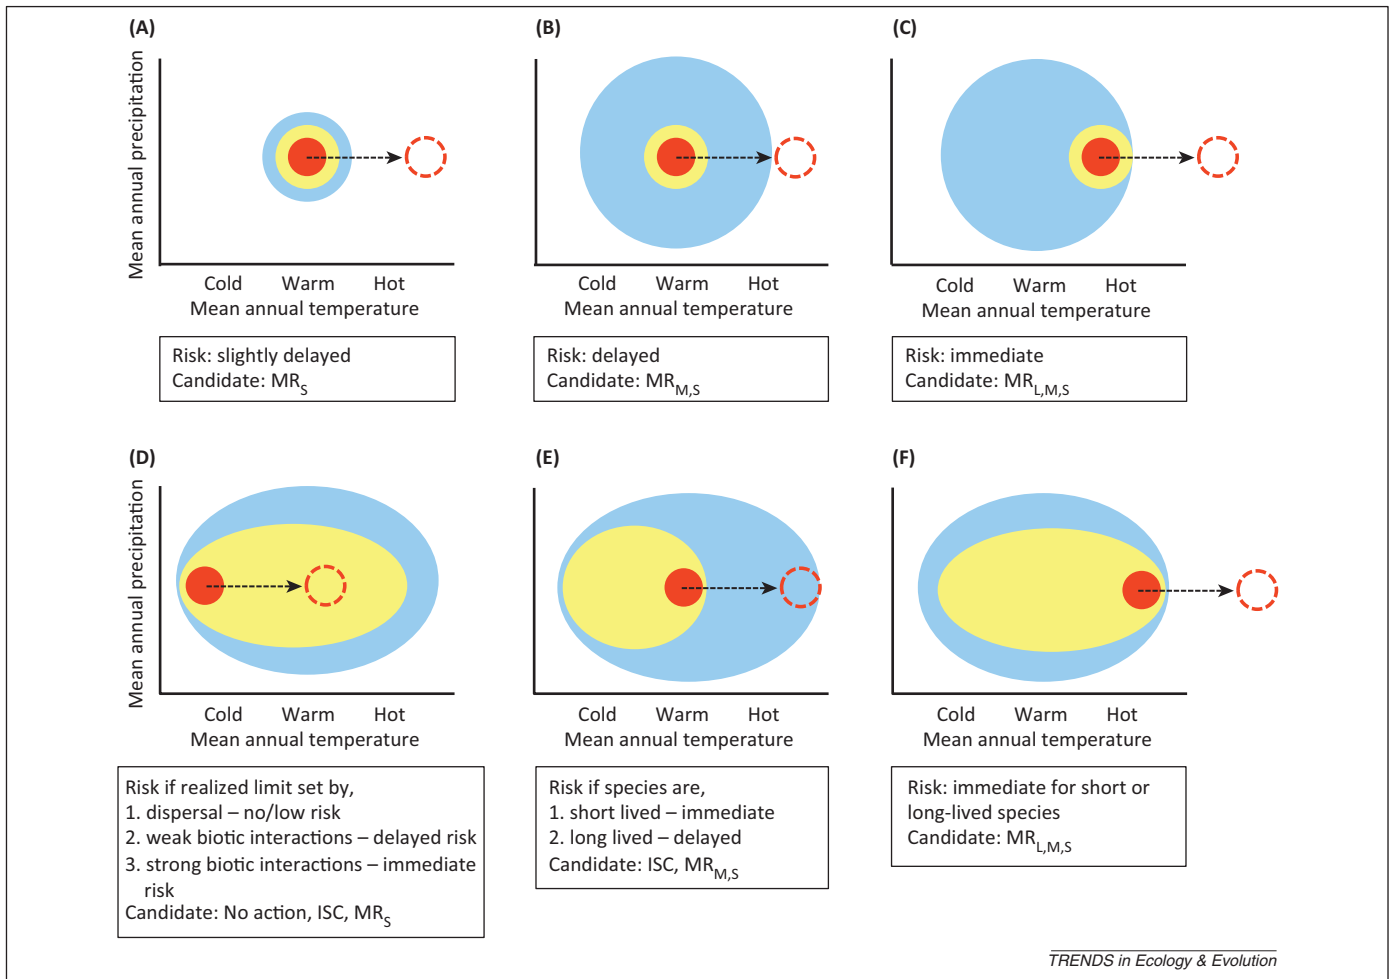 (A)
Mean annual precipitation
Cold Warm Hot
Mean annual temperature
Risk: slightly delayed
Candidate: MRS
(B)
Cold Warm Hot
Mean annual temperature
Risk: delayed
Candidate: MRM,S
(C)
Cold Warm Hot
Mean annual temperature
Risk: immediate
Candidate: MRL,M,S
(D)
Mean annual precipitation
Cold Warm Hot
Mean annual temperature
Risk if realized limit set by,
1. dispersal – no/low risk
2. weak biotic interactions – delayed risk
3. strong biotic interactions – immediate
risk
Candidate: No action, ISC, MRS
(E)
Cold Warm Hot
Mean annual temperature
Risk if species are,
1. short lived – immediate
2. long lived – delayed
Candidate: ISC, MRM,S
(F)
Cold Warm Hot
Mean annual temperature
Risk: immediate for short or
long-lived species
Candidate: MRL,M,S
TRENDS in Ecology & Evolution